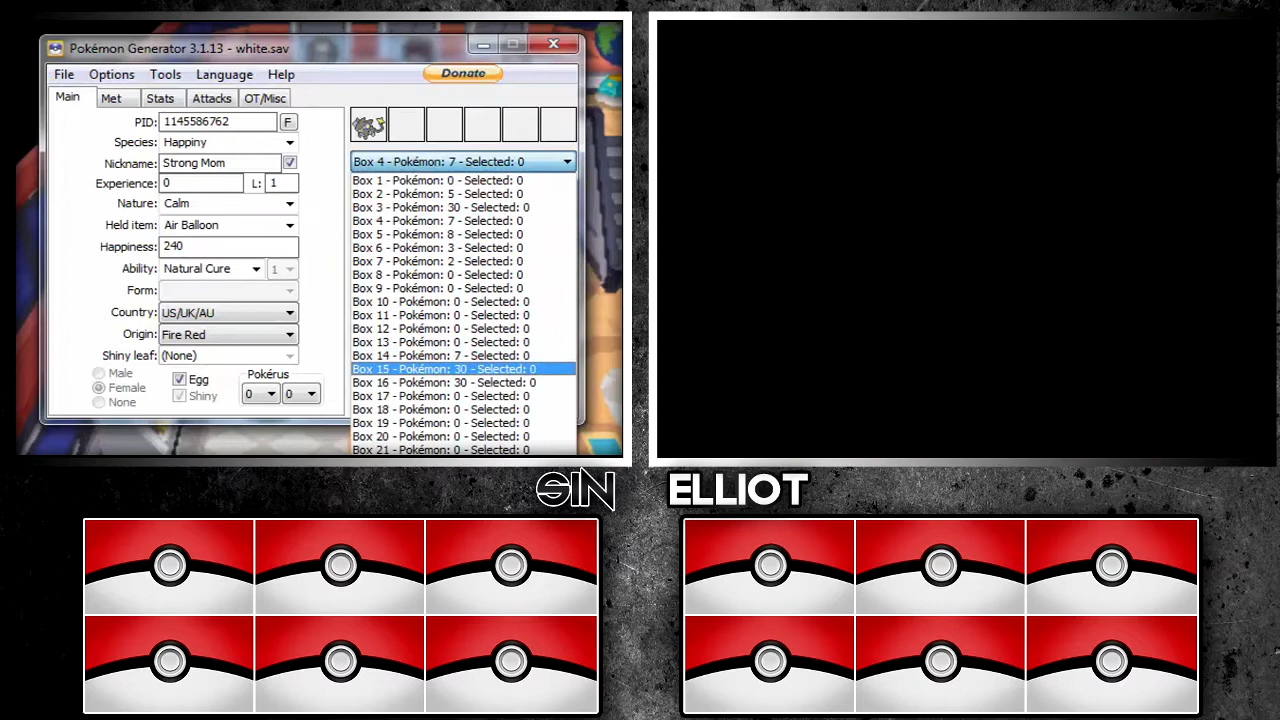 Pokémon Generator 3.1.13 - white.sav
File Options Tools Language Help Donate
Main Met Stats Attacks OT/Misc
PID: 1145586762 F
Species: Happiny
Nickname: Strong Mom
Experience: 0 L: 1
Nature: Calm
Held item: Air Balloon
Happiness: 240
Ability: Natural Cure 1
Form:
Country: US/UK/AU
Origin: Fire Red
Shiny leaf: (None)
Male
Female
None
Egg
Shiny
Pokérus
0 0
Box 4 - Pokémon: 7 - Selected: 0
Box 1 - Pokémon: 0 - Selected: 0
Box 2 - Pokémon: 5 - Selected: 0
Box 3 - Pokémon: 30 - Selected: 0
Box 4 - Pokémon: 7 - Selected: 0
Box 5 - Pokémon: 8 - Selected: 0
Box 6 - Pokémon: 3 - Selected: 0
Box 7 - Pokémon: 2 - Selected: 0
Box 8 - Pokémon: 0 - Selected: 0
Box 9 - Pokémon: 0 - Selected: 0
Box 10 - Pokémon: 0 - Selected: 0
Box 11 - Pokémon: 0 - Selected: 0
Box 12 - Pokémon: 0 - Selected: 0
Box 13 - Pokémon: 0 - Selected: 0
Box 14 - Pokémon: 7 - Selected: 0
Box 15 - Pokémon: 30 - Selected: 0
Box 16 - Pokémon: 30 - Selected: 0
Box 17 - Pokémon: 0 - Selected: 0
Box 18 - Pokémon: 0 - Selected: 0
Box 19 - Pokémon: 0 - Selected: 0
Box 20 - Pokémon: 0 - Selected: 0
Box 21 - Pokémon: 0 - Selected: 0
SIN ELLIOT